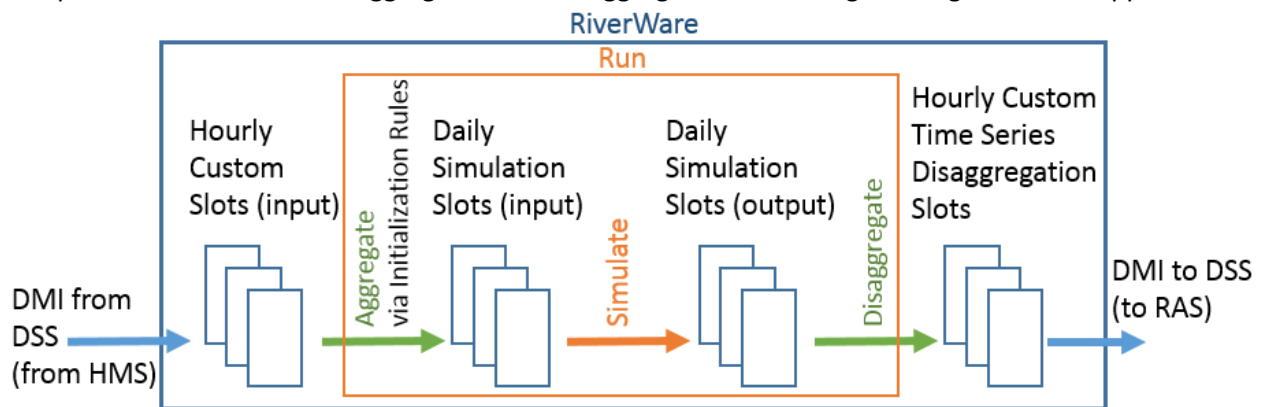 RiverWare
Run
Hourly
Custom
Slots (input)
Aggregate
via Initialization Rules
Daily
Simulation
Slots (input)
Simulate
Daily
Simulation
Slots (output)
Disaggregate
Hourly Custom
Time Series
Disaggregation
Slots
DMI from
DSS
(from HMS)
DMI to DSS
(to RAS)